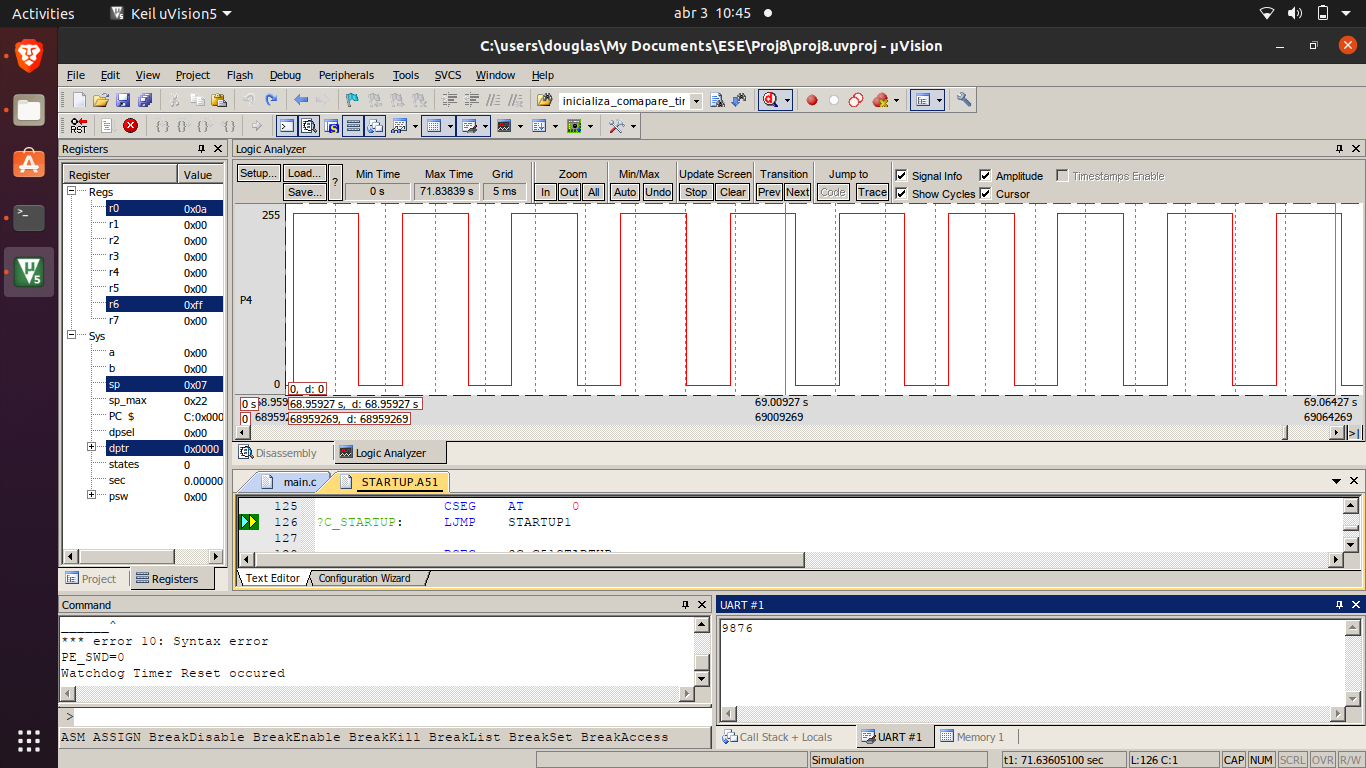 Activities Keil uVision5 abr 3 10:45
C:\users\douglas\My Documents\ESE\Proj8\proj8.uvproj - µVision
File Edit View Project Flash Debug Peripherals Tools SVCS Window Help
inicializa_comapare_tir
RST
Registers
Register Value
Regs
r0 0x0a
r1 0x00
r2 0x00
r3 0x00
r4 0x00
r5 0x00
r6 0xff
r7 0x00
Sys
a 0x00
b 0x00
sp 0x07
sp_max 0x22
PC $ C:0x000
dpsel 0x00
dptr 0x0000
states 0
sec 0.00000
psw 0x00
Project Registers
Logic Analyzer
Setup... Load... ? Min Time Max Time Grid Zoom Min/Max Update Screen Transition Jump to Signal Info Amplitude Timestamps Enable
Save... 0 s 71.83839 s 5 ms In Out All Auto Undo Stop Clear Prev Next Code Trace Show Cycles Cursor
255
P4
0
0, d: 0
0 s 68.95927 s, d: 68.95927 s 69.00927 s 69.06427 s
0 68959269, d: 68959269 69009269 69064269
Disassembly Logic Analyzer
main.c STARTUP.A51
125 CSEG AT 0
126 ?C_STARTUP: LJMP STARTUP1
127
Text Editor Configuration Wizard
Command
______^
*** error 10: Syntax error
PE_SWD=0
Watchdog Timer Reset occured
>
ASM ASSIGN BreakDisable BreakEnable BreakKill BreakList BreakSet BreakAccess
UART #1
9876
Call Stack + Locals UART #1 Memory 1
Simulation t1: 71.63605100 sec L:126 C:1 CAP NUM SCRL OVR R/W